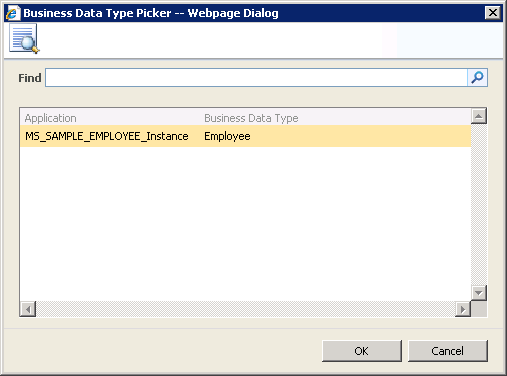 Business Data Type Picker -- Webpage Dialog
Find
Application Business Data Type
MS_SAMPLE_EMPLOYEE_Instance Employee
OK Cancel